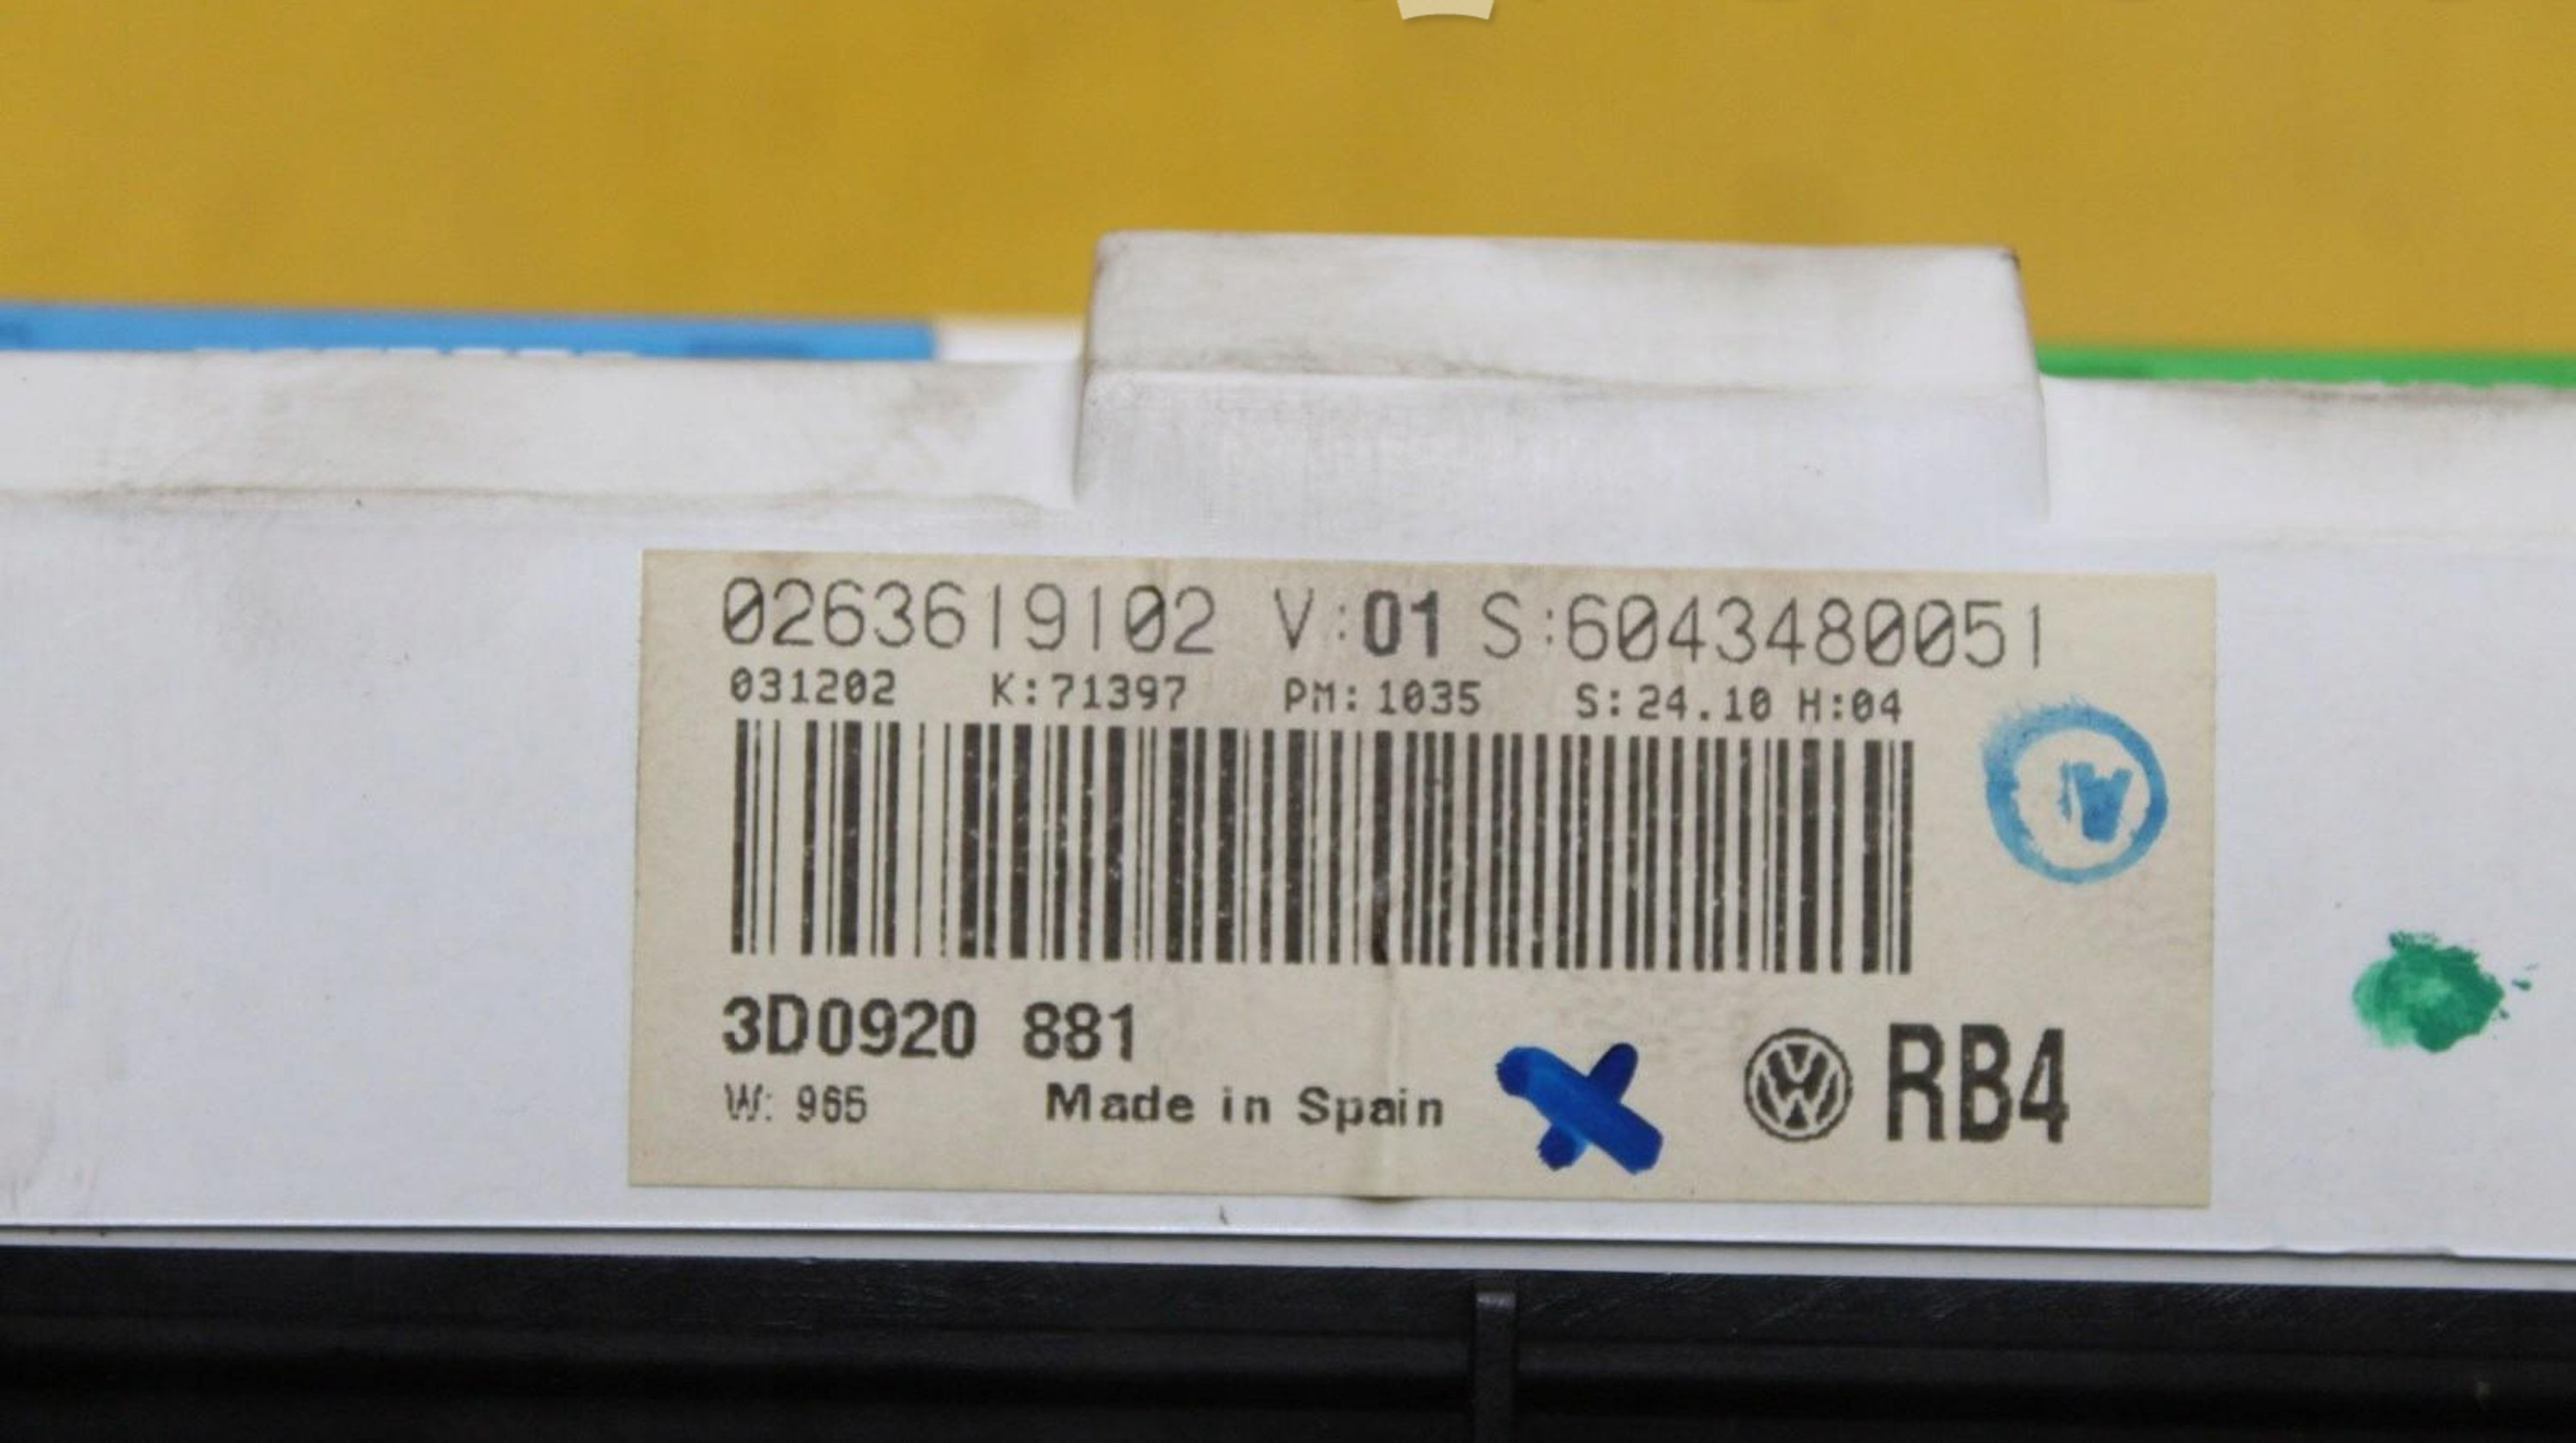 0263619102 V:01 S:6043480051
031202 K:71397 PM:1035 S:24.10 H:04
3D0920 881
W: 965 Made in Spain
RB4